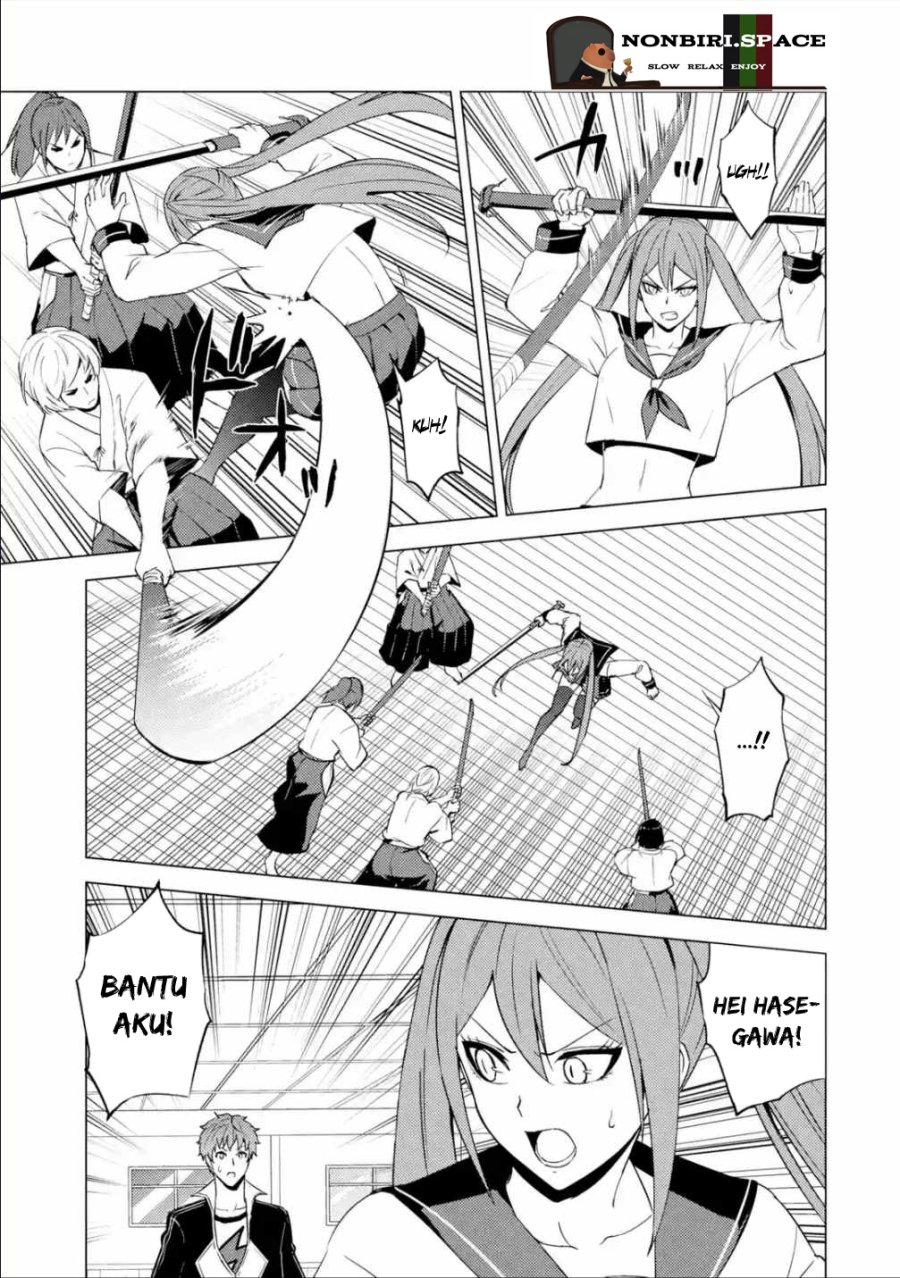 NONBIRI.SPACE
SLOW RELAX ENJOY
UGH!!
KUH!
....!!
HEI HASE-
GAWA!
BANTU
AKU!